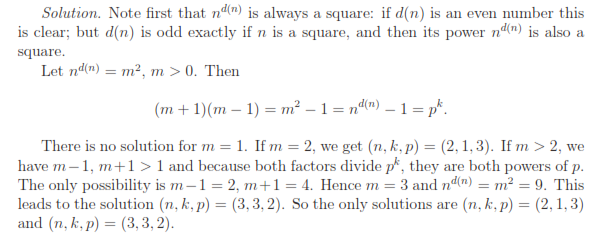 Solution. Note first that n^{d(n)} is always a square: if d(n) is an even number this
is clear; but d(n) is odd exactly if n is a square, and then its power n^{d(n)} is also a
square.
Let n^{d(n)} = m², m > 0. Then
(m + 1)(m − 1) = m² − 1 = n^{d(n)} − 1 = p^k.
There is no solution for m = 1. If m = 2, we get (n, k, p) = (2, 1, 3). If m > 2, we
have m − 1, m + 1 > 1 and because both factors divide p^k, they are both powers of p.
The only possibility is m − 1 = 2, m + 1 = 4. Hence m = 3 and n^{d(n)} = m² = 9. This
leads to the solution (n, k, p) = (3, 3, 2). So the only solutions are (n, k, p) = (2, 1, 3)
and (n, k, p) = (3, 3, 2).